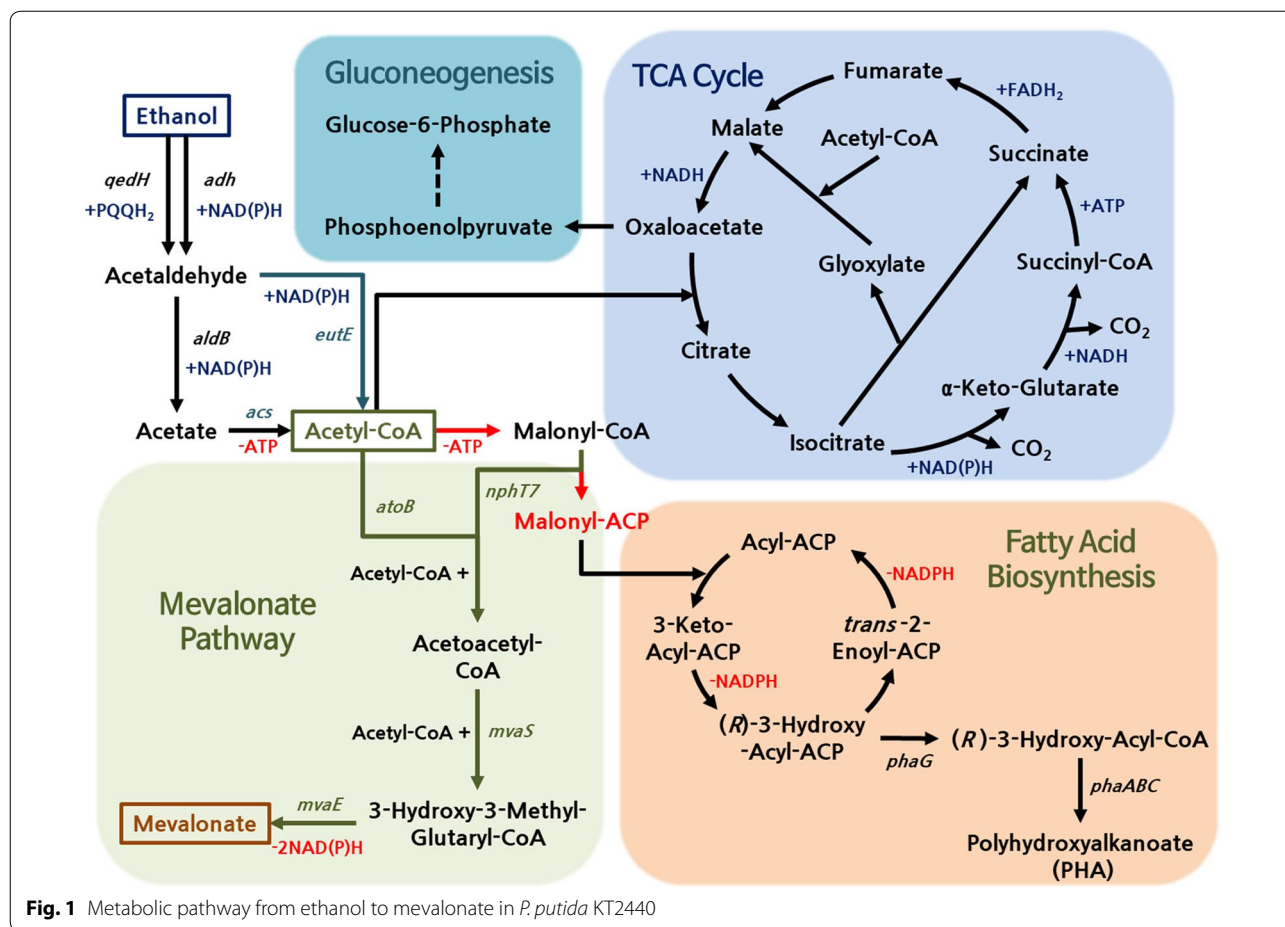 Gluconeogenesis
Glucose-6-Phosphate
Phosphoenolpyruvate
TCA Cycle
Fumarate
+FADH₂
Malate
Acetyl-CoA
Succinate
+NADH
+ATP
Oxaloacetate
Glyoxylate
Succinyl-CoA
CO₂
+NADH
Citrate
α-Keto-Glutarate
Isocitrate
CO₂
+NAD(P)H
Ethanol
qedH
adh
+PQQH₂
+NAD(P)H
Acetaldehyde
+NAD(P)H
eutE
aldB
+NAD(P)H
Acetate
acs
-ATP
Acetyl-CoA
-ATP
Malonyl-CoA
atoB
nphT7
Malonyl-ACP
Mevalonate
Pathway
Acetyl-CoA +
Acetoacetyl-
CoA
Acetyl-CoA +
mvaS
3-Hydroxy-3-Methyl-
Glutaryl-CoA
mvaE
-2NAD(P)H
Mevalonate
Fatty Acid
Biosynthesis
Acyl-ACP
-NADPH
3-Keto-
Acyl-ACP
trans-2-
Enoyl-ACP
-NADPH
(R)-3-Hydroxy
-Acyl-ACP
phaG
(R)-3-Hydroxy-Acyl-CoA
phaABC
Polyhydroxyalkanoate
(PHA)
Fig. 1 Metabolic pathway from ethanol to mevalonate in P. putida KT2440